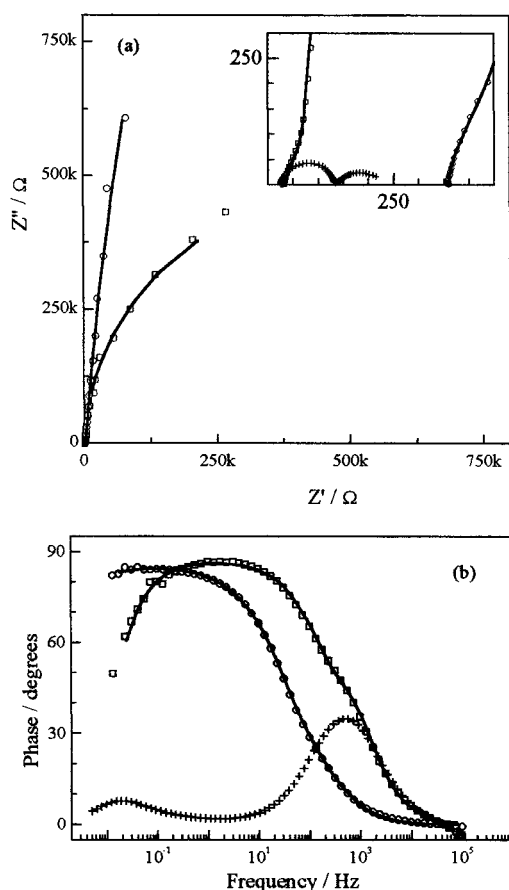 750k
(a)
250
250
500k
Z'' / Ω
250k
0
0
250k
500k
750k
Z' / Ω
90
(b)
60
Phase / degrees
30
0
10⁻¹
10¹
10³
10⁵
Frequency / Hz